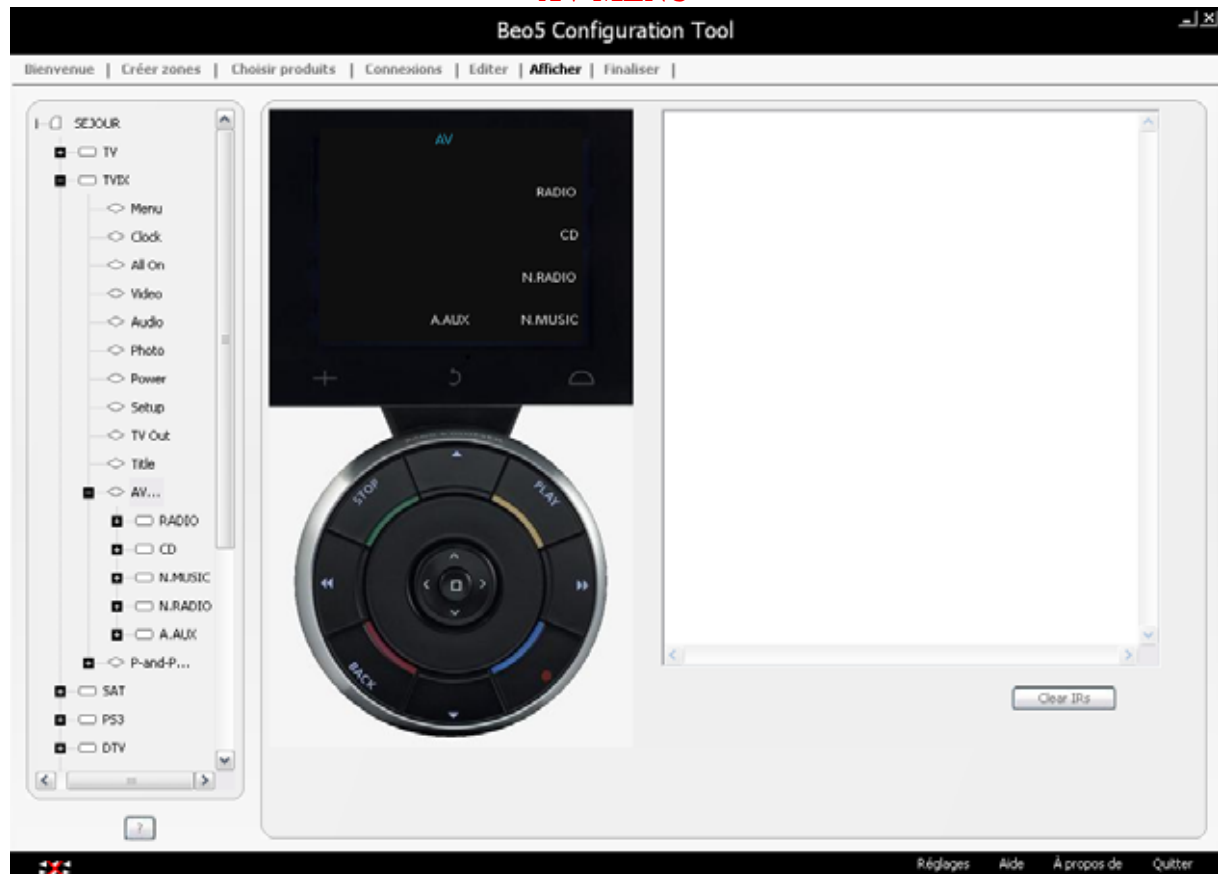 AV MENU
Beo5 Configuration Tool
Bienvenue | Créer zones | Choisir produits | Connexions | Editer | Afficher | Finaliser |
SEJOUR
TV
TVIX
Menu
Clock
All On
Video
Audio
Photo
Power
Setup
TV Out
Title
AV...
RADIO
CD
N.MUSIC
N.RADIO
A.AUX
P-and-P...
SAT
PS3
DTV
?
AV
RADIO
CD
N.RADIO
A.AUX N.MUSIC
STOP
PLAY
BACK
Clear IRs
Réglages Aide À propos de Quitter